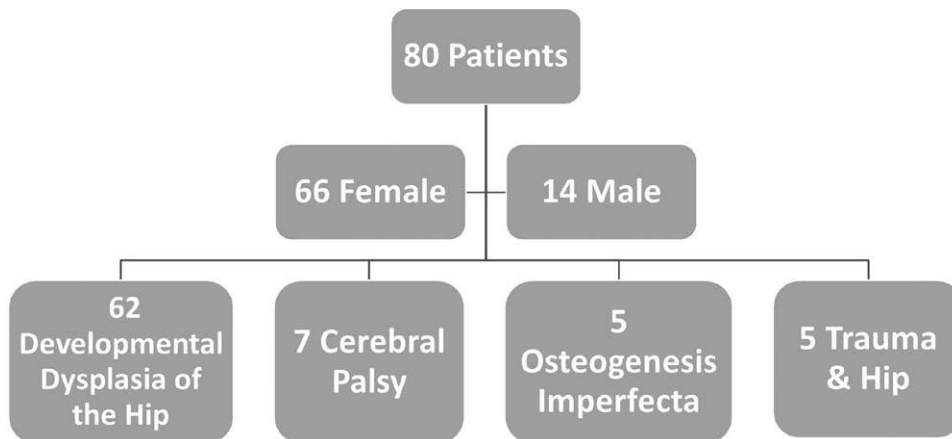 80 Patients
66 Female
14 Male
62
Developmental
Dysplasia of
the Hip
7 Cerebral
Palsy
5
Osteogenesis
Imperfecta
5 Trauma
& Hip